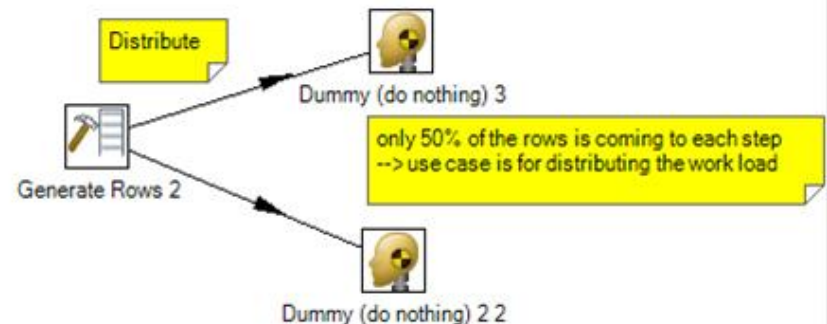 Distribute
Dummy (do nothing) 3
only 50% of the rows is coming to each step
--> use case is for distributing the work load
Generate Rows 2
Dummy (do nothing) 2 2